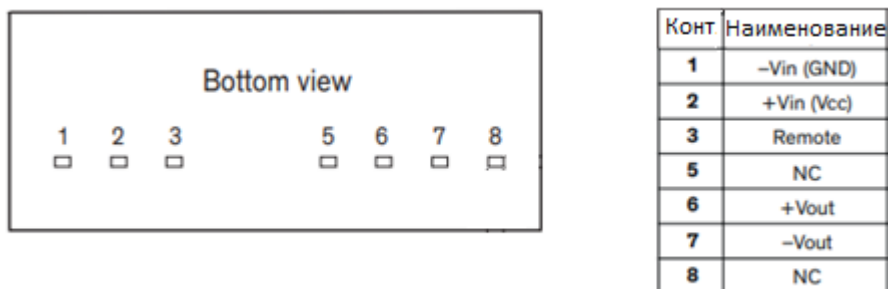 Bottom view
1 2 3 5 6 7 8
Конт Наименование
1 –Vin (GND)
2 +Vin (Vcc)
3 Remote
5 NC
6 +Vout
7 –Vout
8 NC